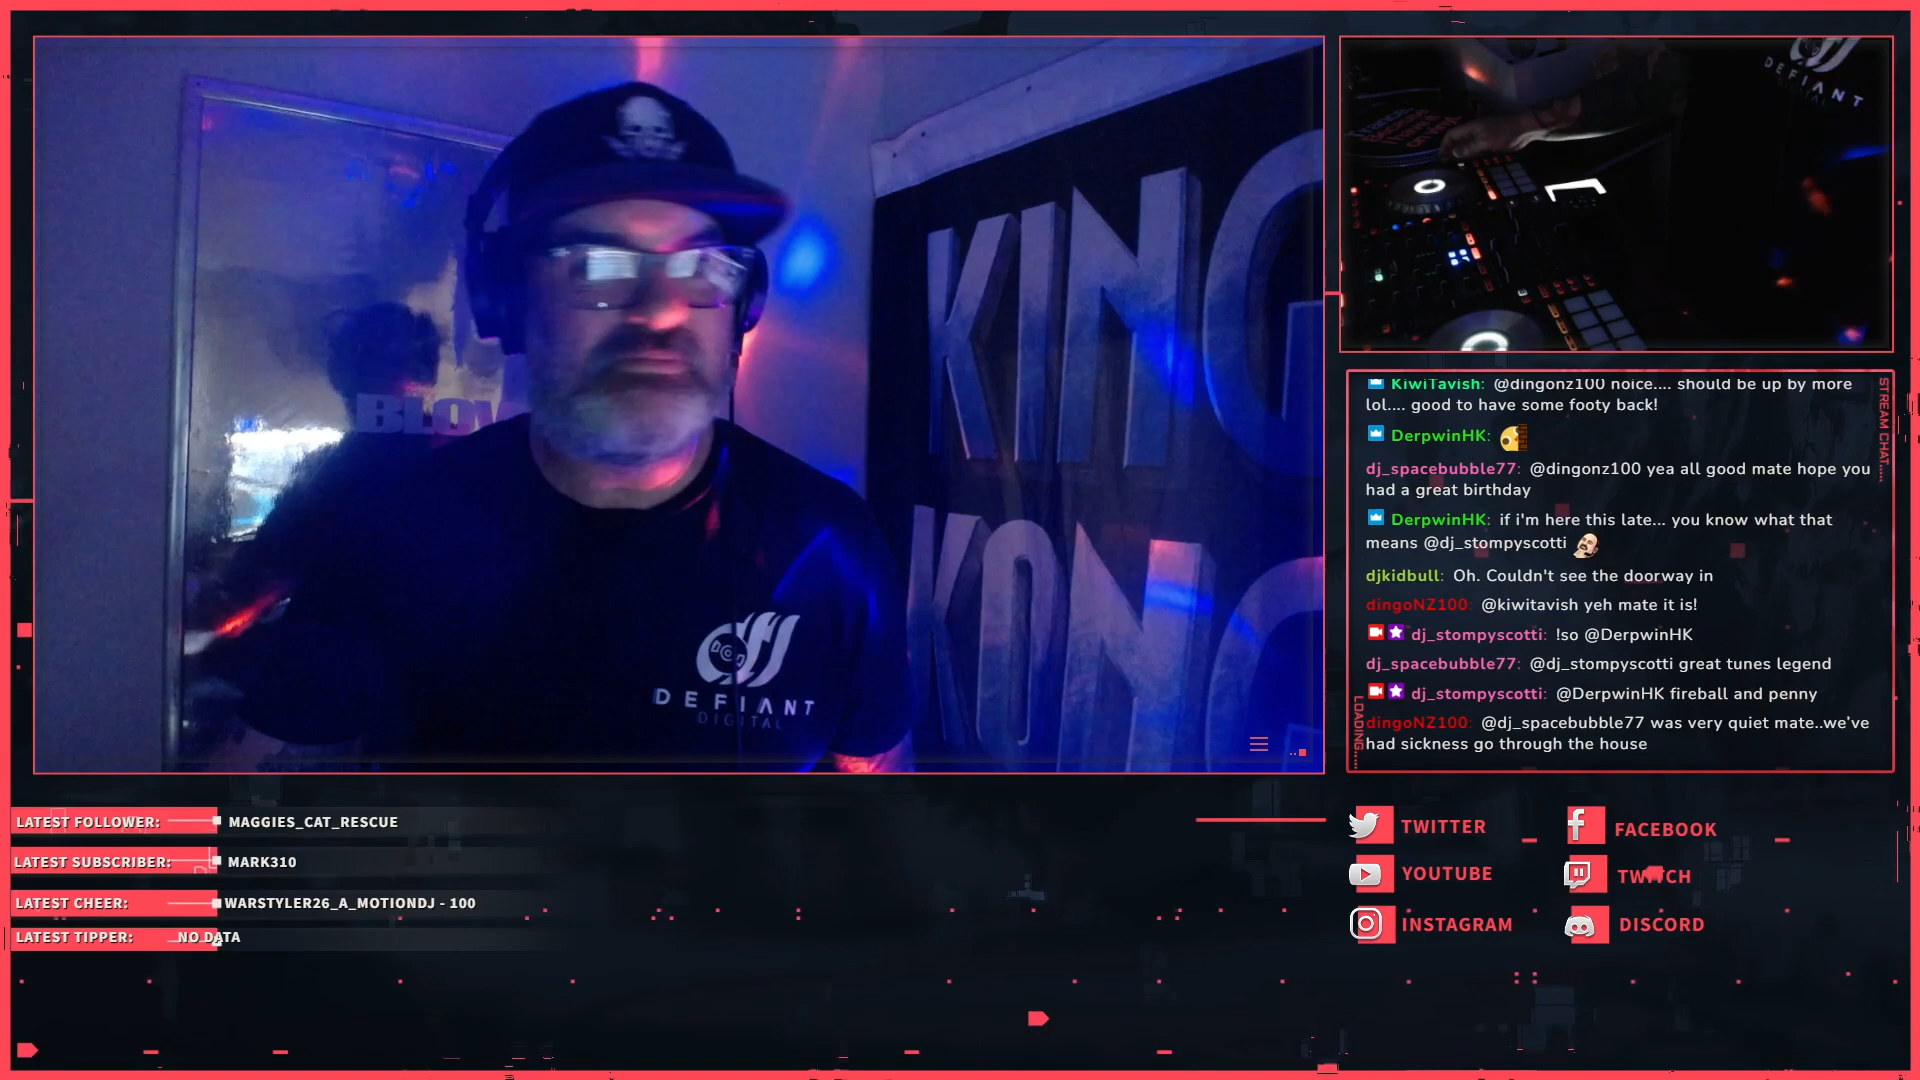 BLOW
KING
KONG
DEFIANT
DIGITAL
DEFIANT
DIGITAL
KiwiTavish: @dingonz100 noice.... should be up by more
lol.... good to have some footy back!
DerpwinHK:
dj_spacebubble77: @dingonz100 yea all good mate hope you
had a great birthday
DerpwinHK: if i'm here this late... you know what that
means @dj_stompyscotti
djkidbull: Oh. Couldn't see the doorway in
dingoNZ100: @kiwitavish yeh mate it is!
dj_stompyscotti: !so @DerpwinHK
dj_spacebubble77: @dj_stompyscotti great tunes legend
dj_stompyscotti: @DerpwinHK fireball and penny
dingoNZ100: @dj_spacebubble77 was very quiet mate..we've
had sickness go through the house
STREAM CHAT.....
LOADING.....
LATEST FOLLOWER: MAGGIES_CAT_RESCUE
LATEST SUBSCRIBER: MARK310
LATEST CHEER: WARSTYLER26_A_MOTIONDJ - 100
LATEST TIPPER: NO DATA
TWITTER
FACEBOOK
YOUTUBE
TWITCH
INSTAGRAM
DISCORD